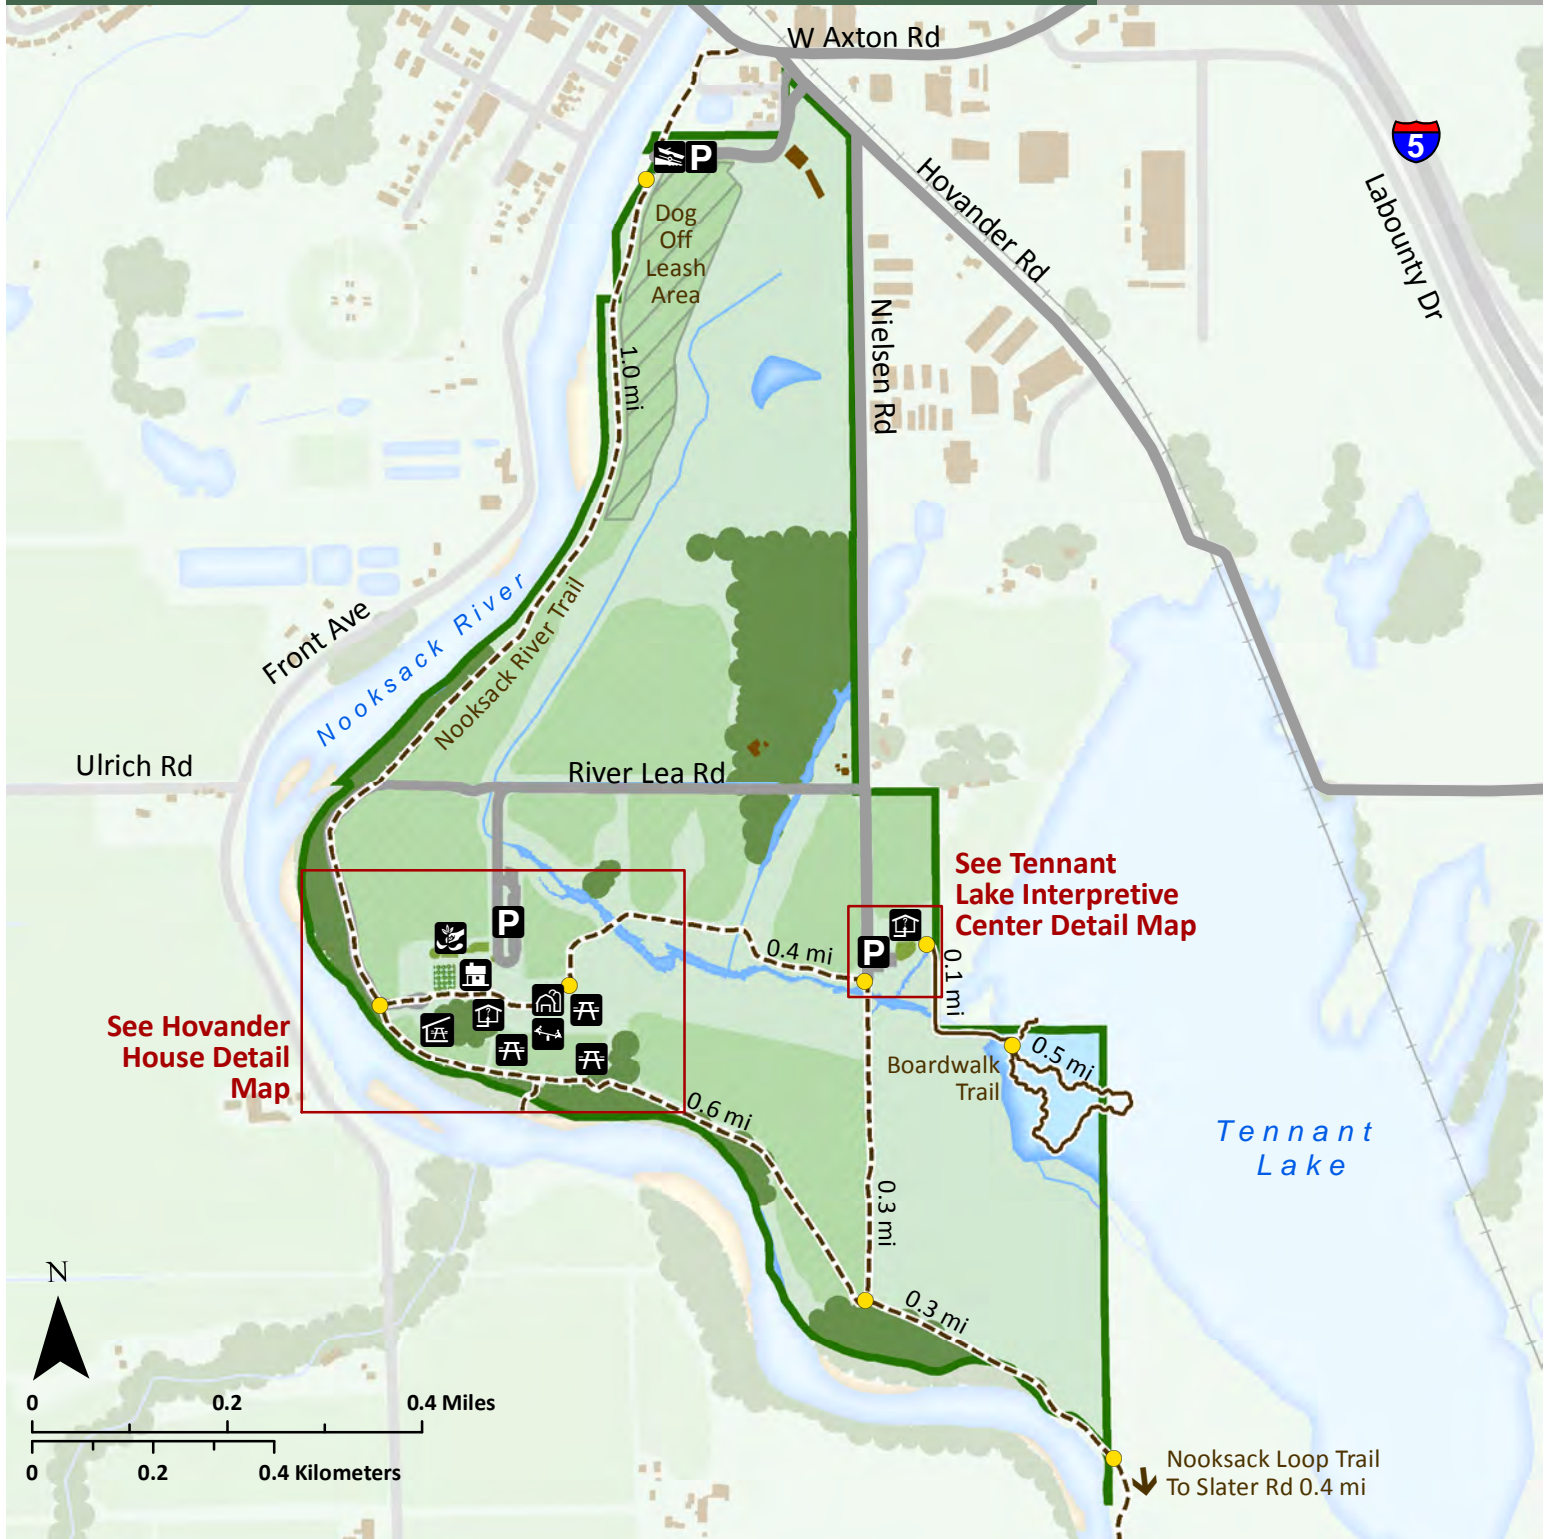 W Axton Rd
5
P
Hovander Rd
Labounty Dr
Dog
Off
Leash
Area
Nielsen Rd
1.0 mi
Nooksack River Trail
Nooksack River
Front Ave
Ulrich Rd
River Lea Rd
See Tennant
Lake Interpretive
Center Detail Map
P
P
0.4 mi
0.1 mi
See Hovander
House Detail
Map
Boardwalk
Trail
0.5 mi
0.6 mi
Tennant
Lake
0.3 mi
0.3 mi
N
0 0.2 0.4 Miles
0 0.2 0.4 Kilometers
Nooksack Loop Trail
To Slater Rd 0.4 mi